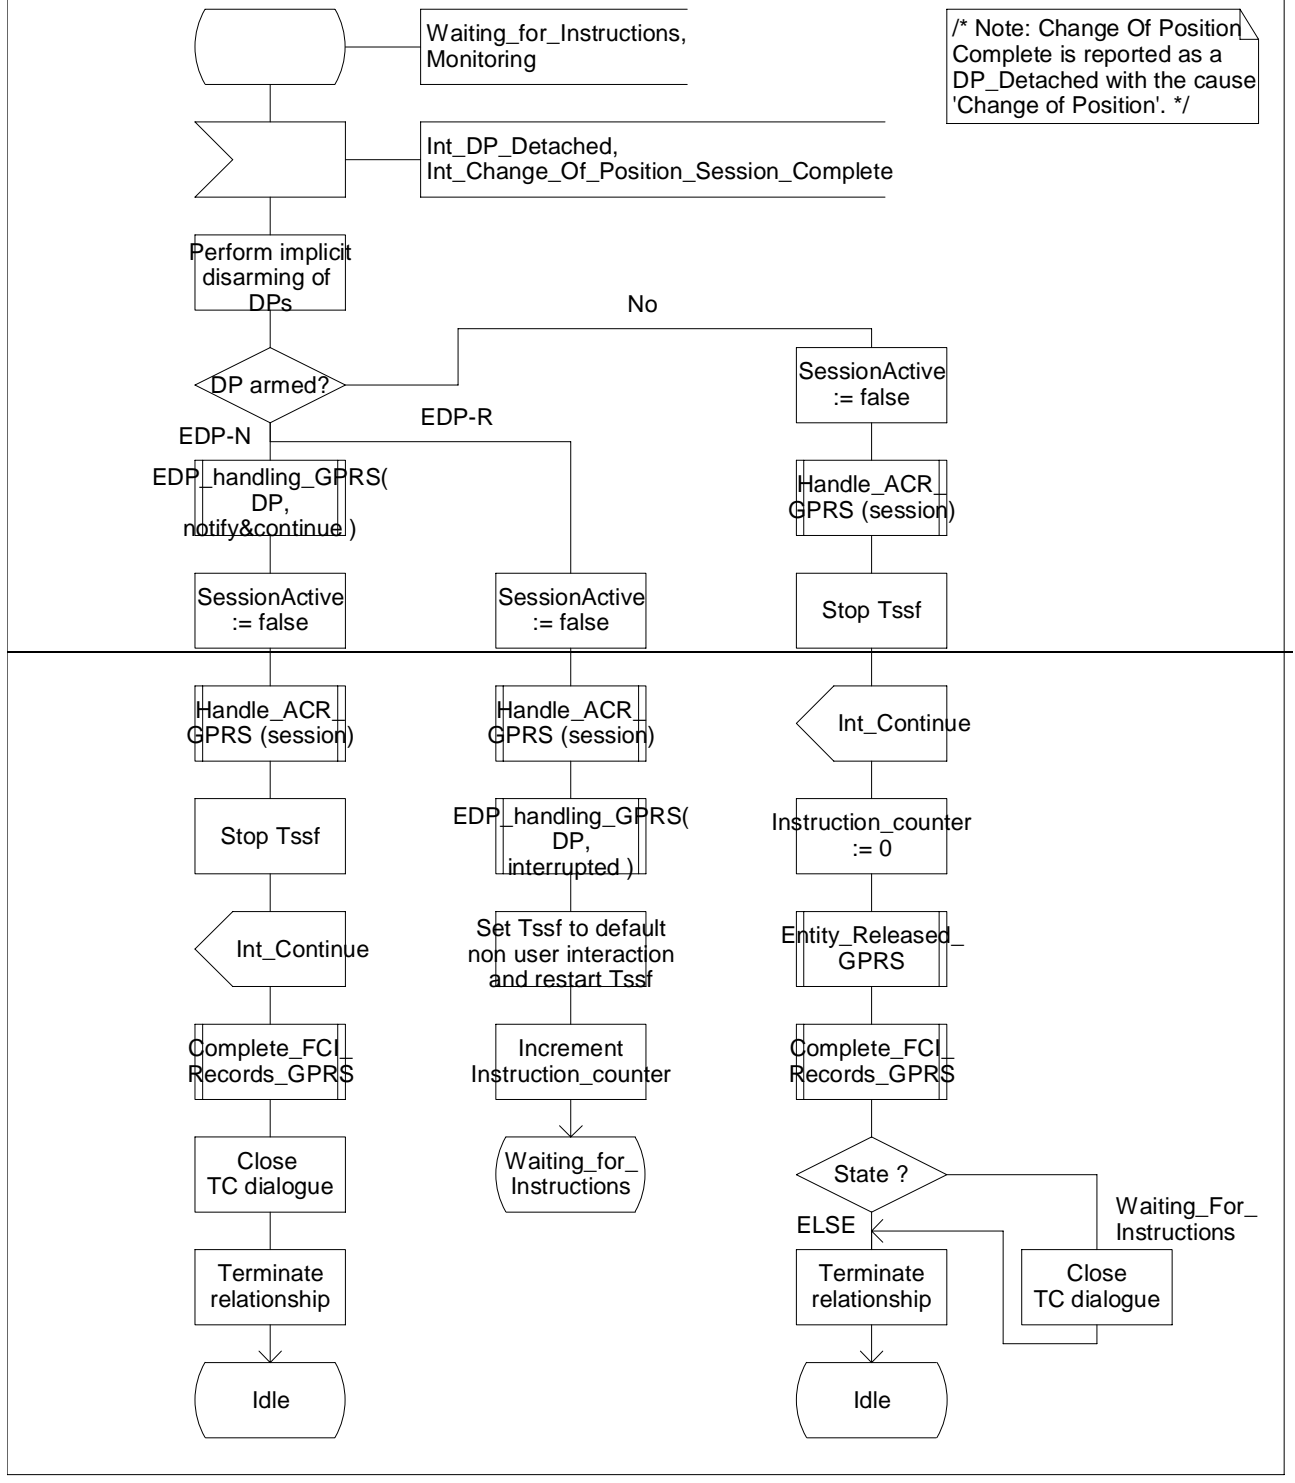 Waiting_for_Instructions,
Monitoring
/* Note: Change Of Position
Complete is reported as a
DP_Detached with the cause
'Change of Position'. */
Int_DP_Detached,
Int_Change_Of_Position_Session_Complete
Perform implicit
disarming of
DPs
No
DP armed?
EDP-N
EDP-R
SessionActive
:= false
EDP_handling_GPRS(
DP,
notify&continue )
Handle_ACR_
GPRS (session)
SessionActive
:= false
SessionActive
:= false
Stop Tssf
Handle_ACR_
GPRS (session)
Handle_ACR_
GPRS (session)
Int_Continue
Stop Tssf
EDP_handling_GPRS(
DP,
interrupted )
Instruction_counter
:= 0
Int_Continue
Set Tssf to default
non user interaction
and restart Tssf
Entity_Released_
GPRS
Complete_FCI_
Records_GPRS
Increment
Instruction_counter
Complete_FCI_
Records_GPRS
Close
TC dialogue
Waiting_for_
Instructions
State ?
ELSE
Waiting_For_
Instructions
Terminate
relationship
Terminate
relationship
Close
TC dialogue
Idle
Idle